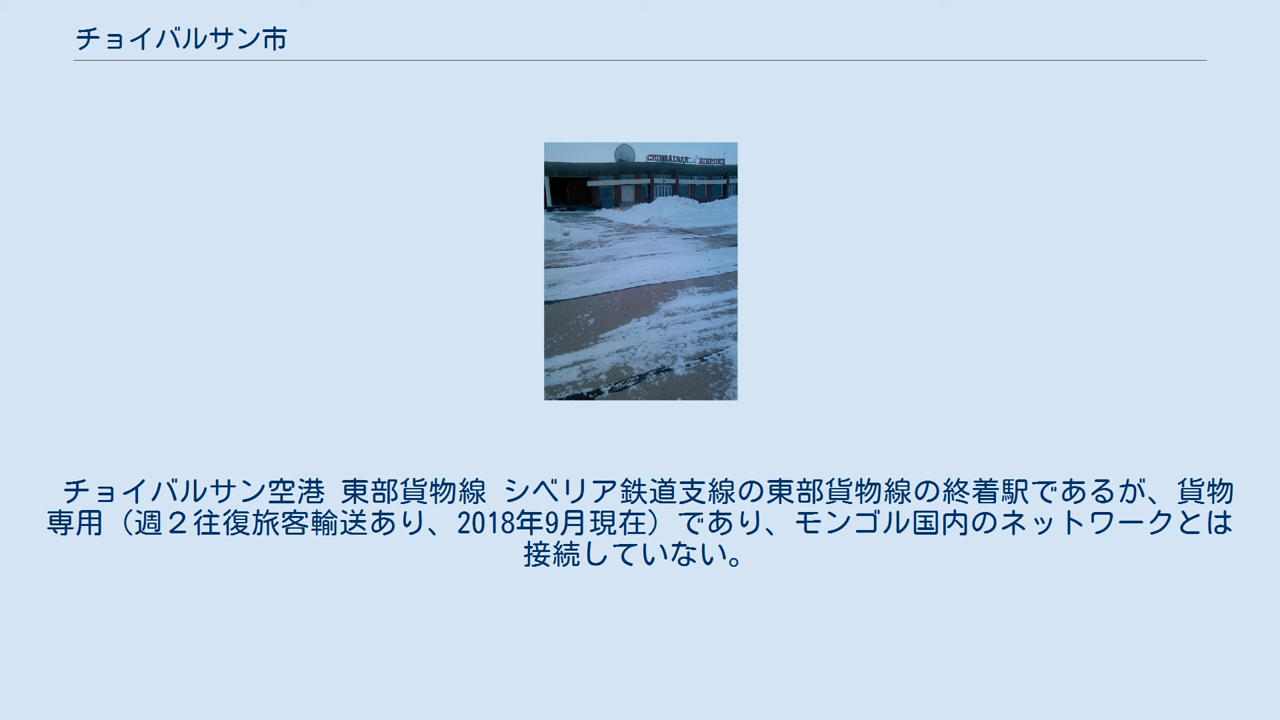 チョイバルサン市
CHOIBALSAN AIRPORT
チョイバルサン空港 東部貨物線 シベリア鉄道支線の東部貨物線の終着駅であるが、貨物
専用（週２往復旅客輸送あり、2018年9月現在）であり、モンゴル国内のネットワークとは
接続していない。